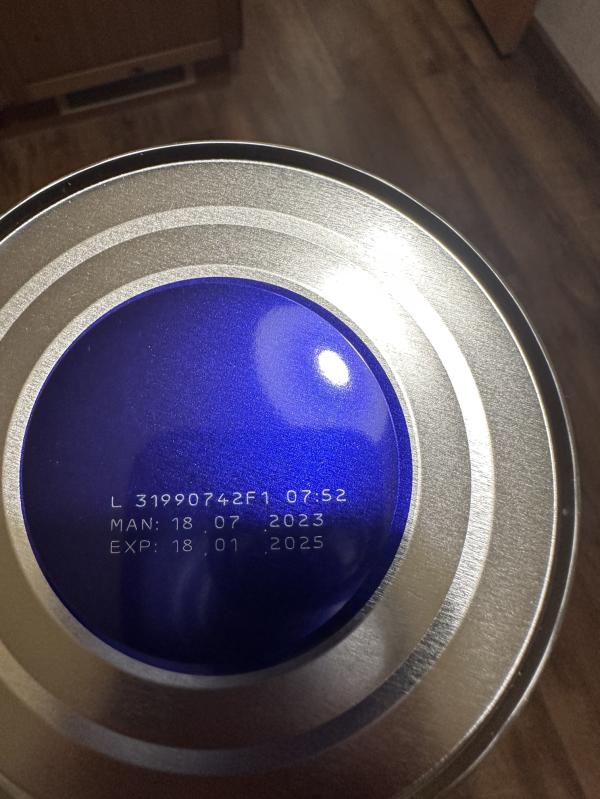 L 31990742F1 07:52
MAN: 18 .07 .2023
EXP: 18 .01 .2025